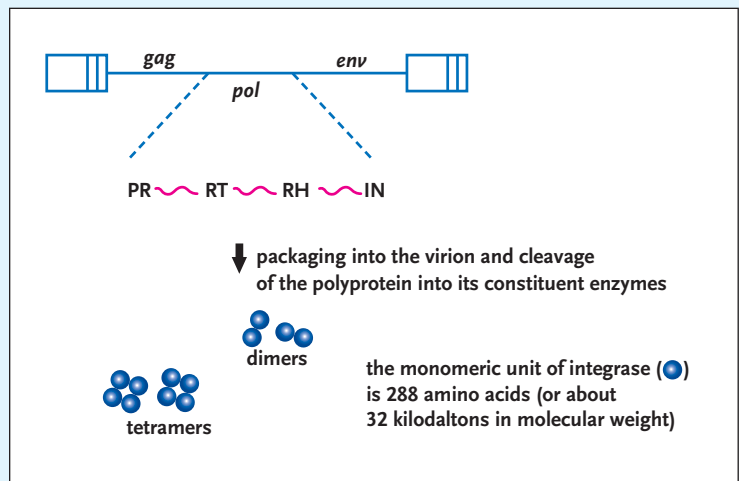 gag
env
pol
PR RT RH IN
packaging into the virion and cleavage
of the polyprotein into its constituent enzymes
dimers
the monomeric unit of integrase ( )
is 288 amino acids (or about
32 kilodaltons in molecular weight)
tetramers